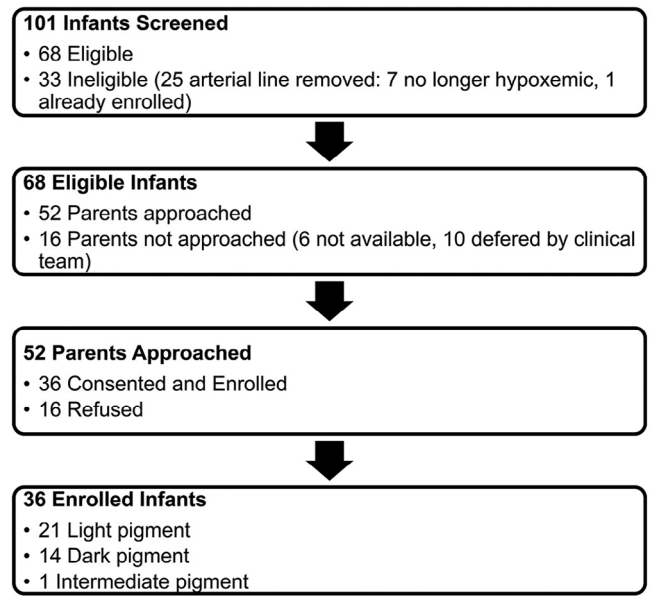 101 Infants Screened
• 68 Eligible
• 33 Ineligible (25 arterial line removed: 7 no longer hypoxemic, 1
already enrolled)
68 Eligible Infants
• 52 Parents approached
• 16 Parents not approached (6 not available, 10 defered by clinical
team)
52 Parents Approached
• 36 Consented and Enrolled
• 16 Refused
36 Enrolled Infants
• 21 Light pigment
• 14 Dark pigment
• 1 Intermediate pigment